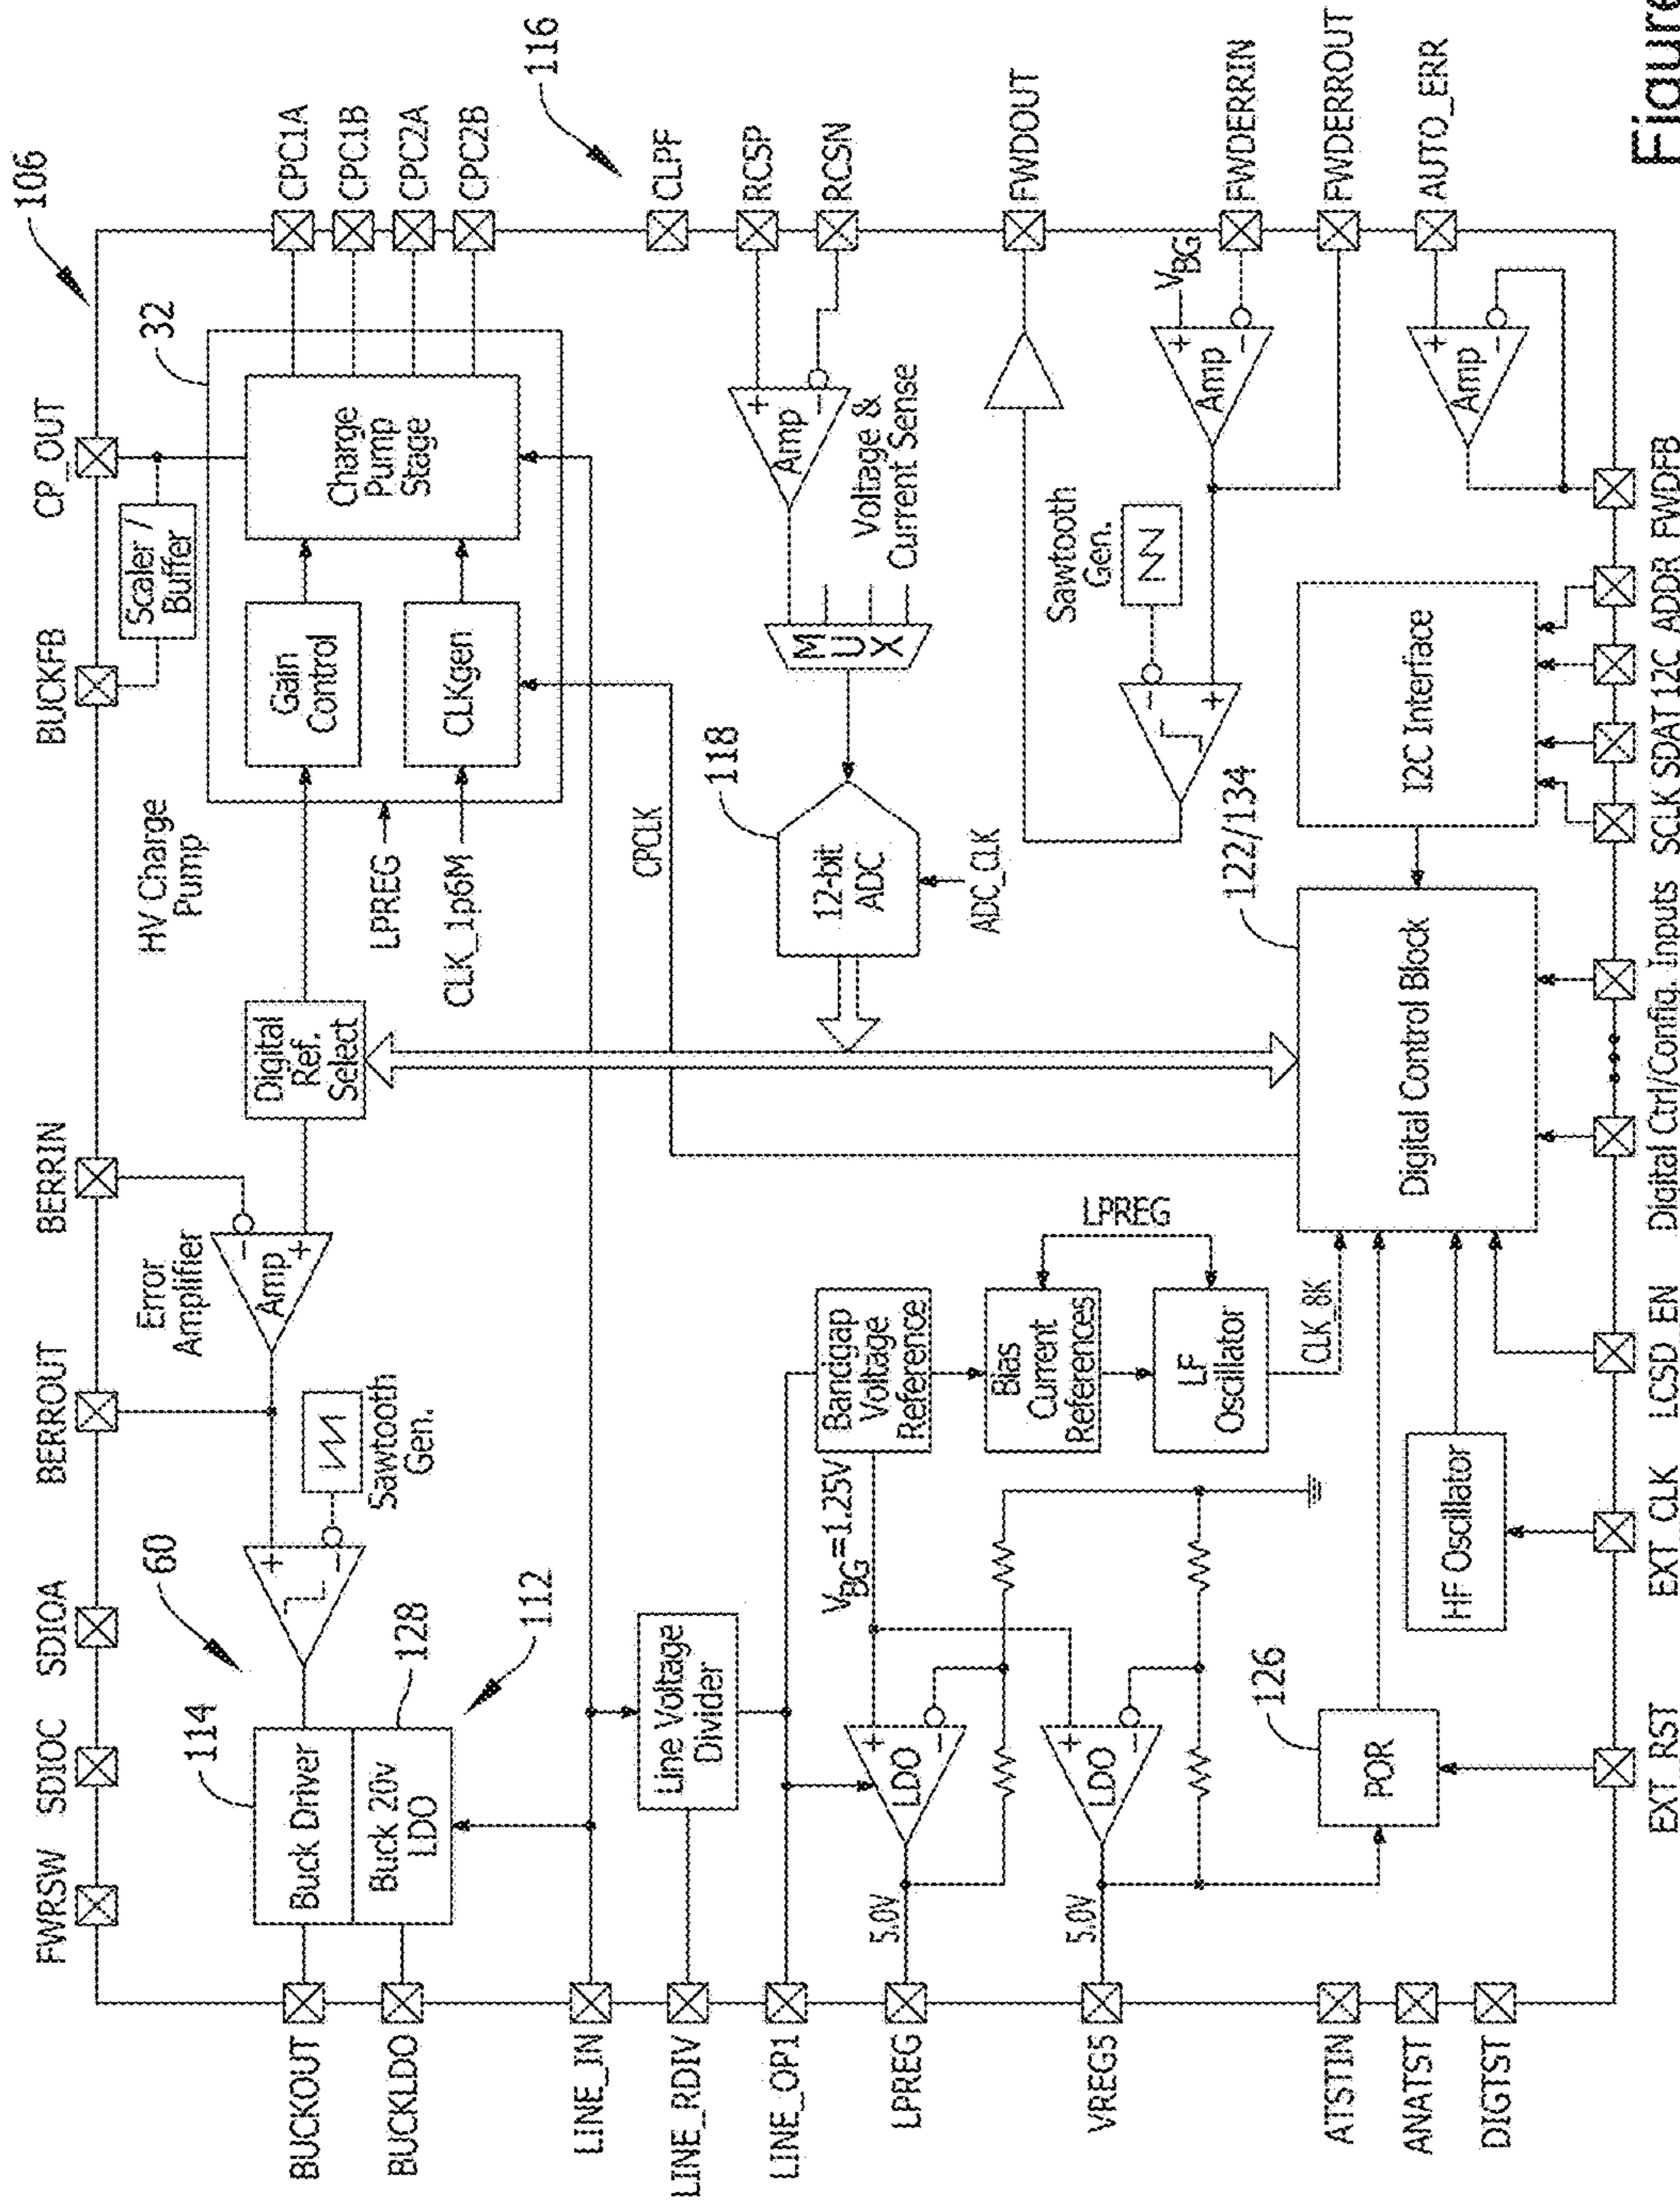 106
FWRSW
SDIOC
SDIOA
BERROUT
BERRIN
BUCKFB
CP_OUT
60
Error
Amplifier
HV Charge
Pump
Scaler /
Buffer
32
114
Buck Driver
Buck 20v
LDO
128
112
+
-
Sawtooth
Gen.
Amp
-
+
Digital
Ref.
Select
LPREG
CLK_1p6M
Gain
Control
CLKgen
Charge
Pump
Stage
CPC1A
CPC1B
CPC2A
CPC2B
116
CLPF
RCSP
RCSN
FWDOUT
FWDERRIN
FWDERROUT
AUTO_ERR
BUCKOUT
BUCKLDO
LINE_IN
LINE_RDIV
LINE_OP1
LPREG
VREG5
ATSTIN
ANATST
DIGTST
Line Voltage
Divider
CPCLK
118
12-bit
ADC
ADC_CLK
M
U
X
Amp
+
-
Voltage &
Current Sense
VBG=1.25V
Bandgap
Voltage
Reference
Bias
Current
References
LF
Oscillator
LPREG
CLK_8K
5.0V
LDO
+
-
5.0V
LDO
+
-
126
POR
HF Oscillator
122/134
Digital Control Block
I2C Interface
Sawtooth
Gen.
-
+
VBG
Amp
+
-
Amp
+
-
EXT_RST
EXT_CLK
LCSD_EN
Digital Ctrl/Config. Inputs
SCLK
SDAT
I2C_ADDR
FWDFB
Figure